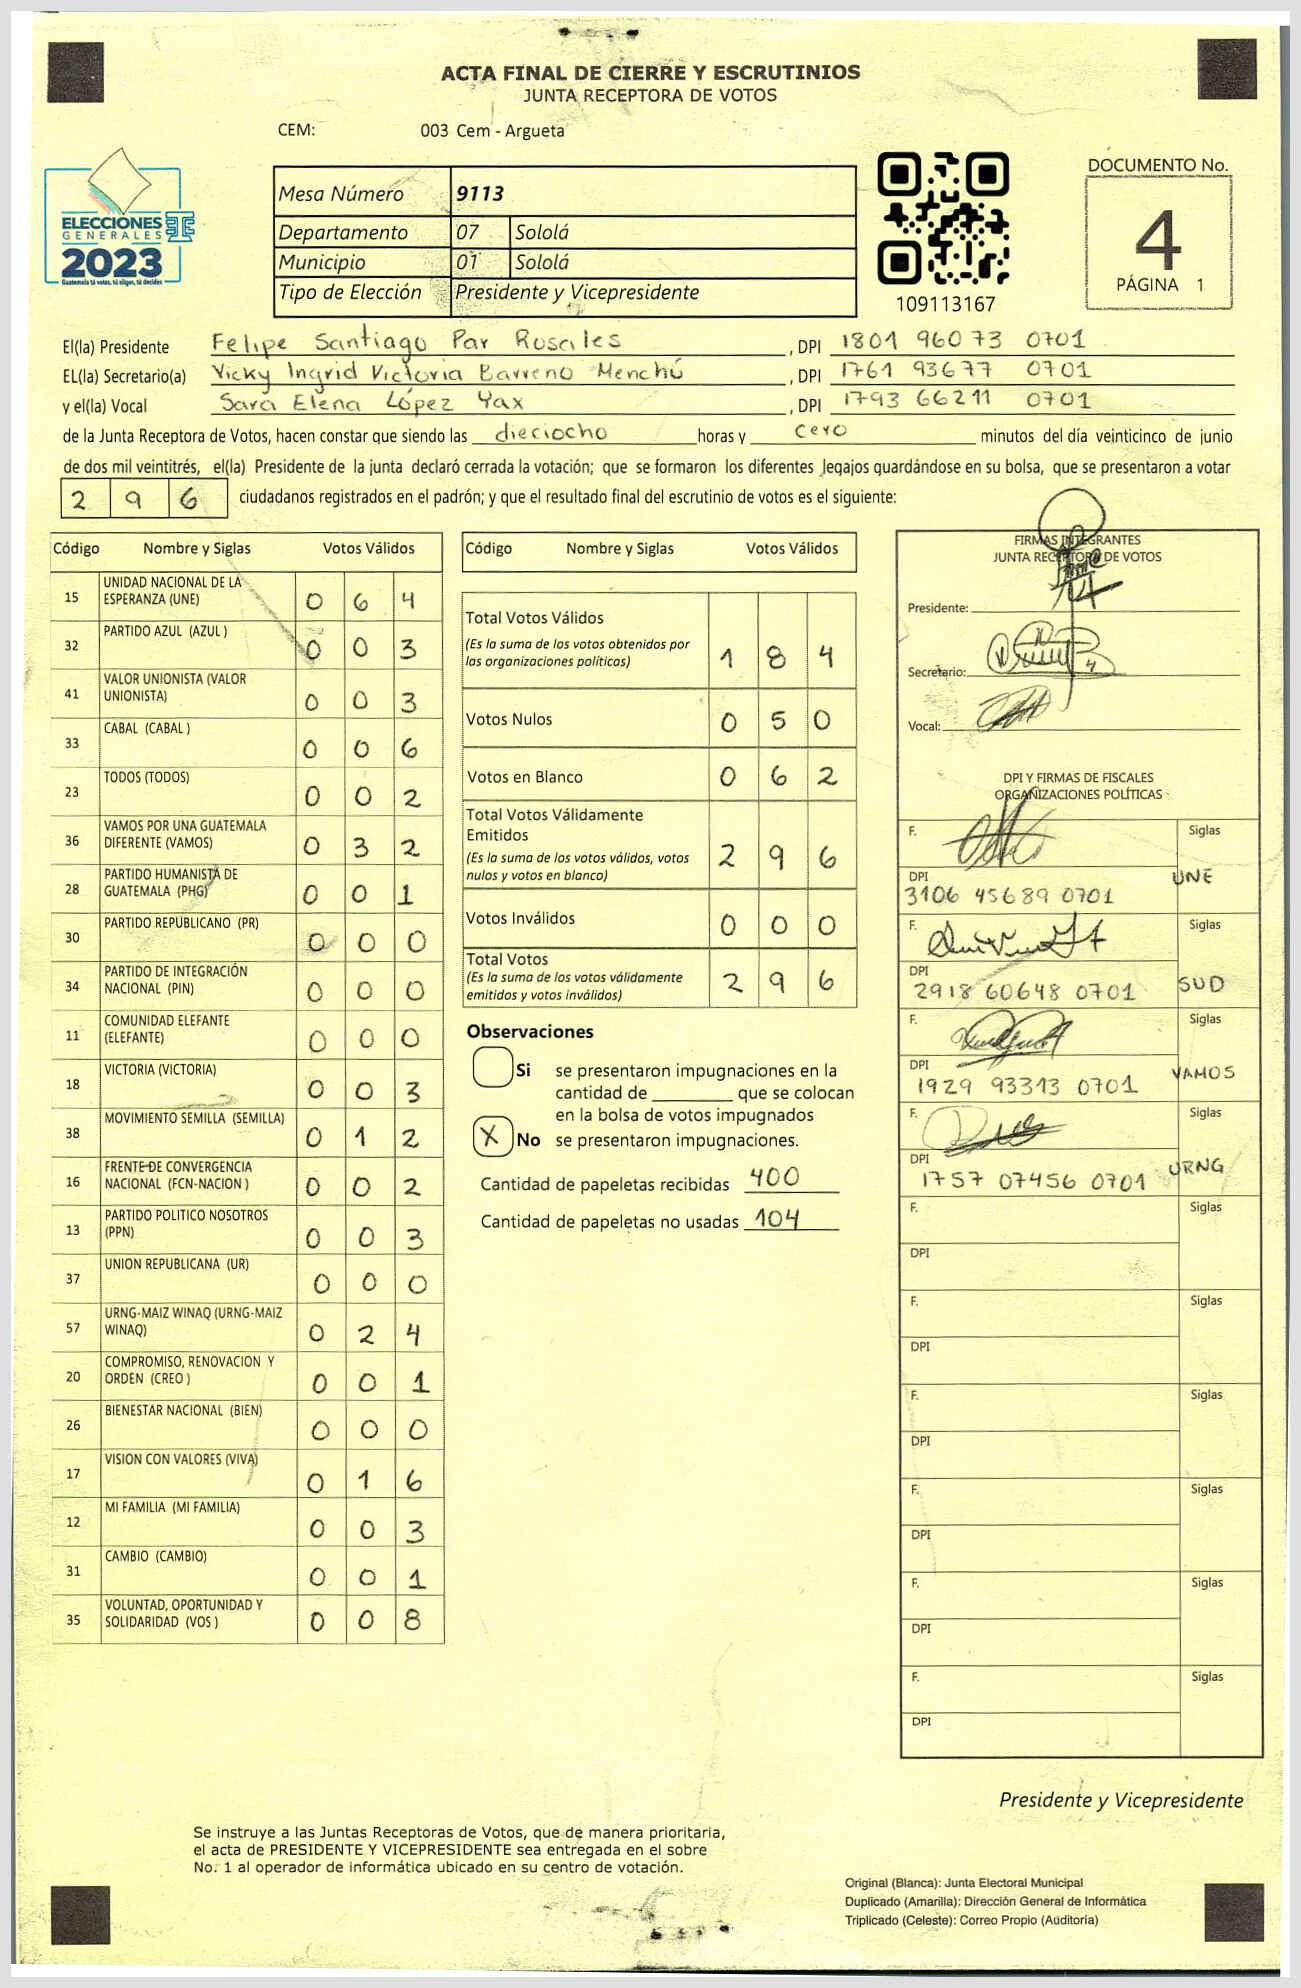 ACTA FINAL DE CIERRE Y ESCRUTINIOS
JUNTA RECEPTORA DE VOTOS
CEM: 003 Cem - Argueta
ELECCIONES
GENERALES
2023
Guatemala tú votas, tú eliges, tú decides
Mesa Número 9113
Departamento 07 Sololá
Municipio 01 Sololá
Tipo de Elección Presidente y Vicepresidente
109113167
DOCUMENTO No.
4
PÁGINA 1
El(la) Presidente Felipe Santiago Par Rosales , DPI 1801 96073 0701
EL(la) Secretario(a) Vicky Ingrid Victoria Barreno Menchú , DPI 1761 93677 0701
y el(la) Vocal Sara Elena López Yax , DPI 1793 66211 0701
de la Junta Receptora de Votos, hacen constar que siendo las dieciocho horas y cero minutos del día veinticinco de junio
de dos mil veintitrés, el(la) Presidente de la junta declaró cerrada la votación; que se formaron los diferentes legajos guardándose en su bolsa, que se presentaron a votar
2 9 6 ciudadanos registrados en el padrón; y que el resultado final del escrutinio de votos es el siguiente:
Código Nombre y Siglas Votos Válidos
15 UNIDAD NACIONAL DE LA ESPERANZA (UNE) 0 6 4
32 PARTIDO AZUL (AZUL ) 0 0 3
41 VALOR UNIONISTA (VALOR UNIONISTA) 0 0 3
33 CABAL (CABAL ) 0 0 6
23 TODOS (TODOS) 0 0 2
36 VAMOS POR UNA GUATEMALA DIFERENTE (VAMOS) 0 3 2
28 PARTIDO HUMANISTA DE GUATEMALA (PHG) 0 0 1
30 PARTIDO REPUBLICANO (PR) 0 0 0
34 PARTIDO DE INTEGRACIÓN NACIONAL (PIN) 0 0 0
11 COMUNIDAD ELEFANTE (ELEFANTE) 0 0 0
18 VICTORIA (VICTORIA) 0 0 3
38 MOVIMIENTO SEMILLA (SEMILLA) 0 1 2
16 FRENTE DE CONVERGENCIA NACIONAL (FCN-NACION ) 0 0 2
13 PARTIDO POLITICO NOSOTROS (PPN) 0 0 3
37 UNION REPUBLICANA (UR) 0 0 0
57 URNG-MAIZ WINAQ (URNG-MAIZ WINAQ) 0 2 4
20 COMPROMISO, RENOVACION Y ORDEN (CREO ) 0 0 1
26 BIENESTAR NACIONAL (BIEN) 0 0 0
17 VISION CON VALORES (VIVA) 0 1 6
12 MI FAMILIA (MI FAMILIA) 0 0 3
31 CAMBIO (CAMBIO) 0 0 1
35 VOLUNTAD, OPORTUNIDAD Y SOLIDARIDAD (VOS ) 0 0 8
Código Nombre y Siglas Votos Válidos
Total Votos Válidos
(Es la suma de los votos obtenidos por
las organizaciones políticas) 1 8 4
Votos Nulos 0 5 0
Votos en Blanco 0 6 2
Total Votos Válidamente
Emitidos
(Es la suma de los votos válidos, votos
nulos y votos en blanco) 2 9 6
Votos Inválidos 0 0 0
Total Votos
(Es la suma de los votos válidamente
emitidos y votos inválidos) 2 9 6
Observaciones
Si se presentaron impugnaciones en la
cantidad de que se colocan
en la bolsa de votos impugnados
X No se presentaron impugnaciones.
Cantidad de papeletas recibidas 400
Cantidad de papeletas no usadas 104
FIRMAS INTEGRANTES
JUNTA RECEPTORA DE VOTOS
Presidente:
Secretario:
Vocal:
DPI Y FIRMAS DE FISCALES
ORGANIZACIONES POLÍTICAS
F. Siglas
DPI UNE
3106 45689 0701
F. Siglas
DPI
2918 60648 0701 SUD
F. Siglas
DPI VAMOS
1929 93313 0701
F. Siglas
DPI URNG
1757 07456 0701
F. Siglas
DPI
F. Siglas
DPI
F. Siglas
DPI
F. Siglas
DPI
F. Siglas
DPI
F. Siglas
DPI
Presidente y Vicepresidente
Se instruye a las Juntas Receptoras de Votos, que de manera prioritaria,
el acta de PRESIDENTE Y VICEPRESIDENTE sea entregada en el sobre
No. 1 al operador de informática ubicado en su centro de votación.
Original (Blanca): Junta Electoral Municipal
Duplicado (Amarilla): Dirección General de Informática
Triplicado (Celeste): Correo Propio (Auditoría)